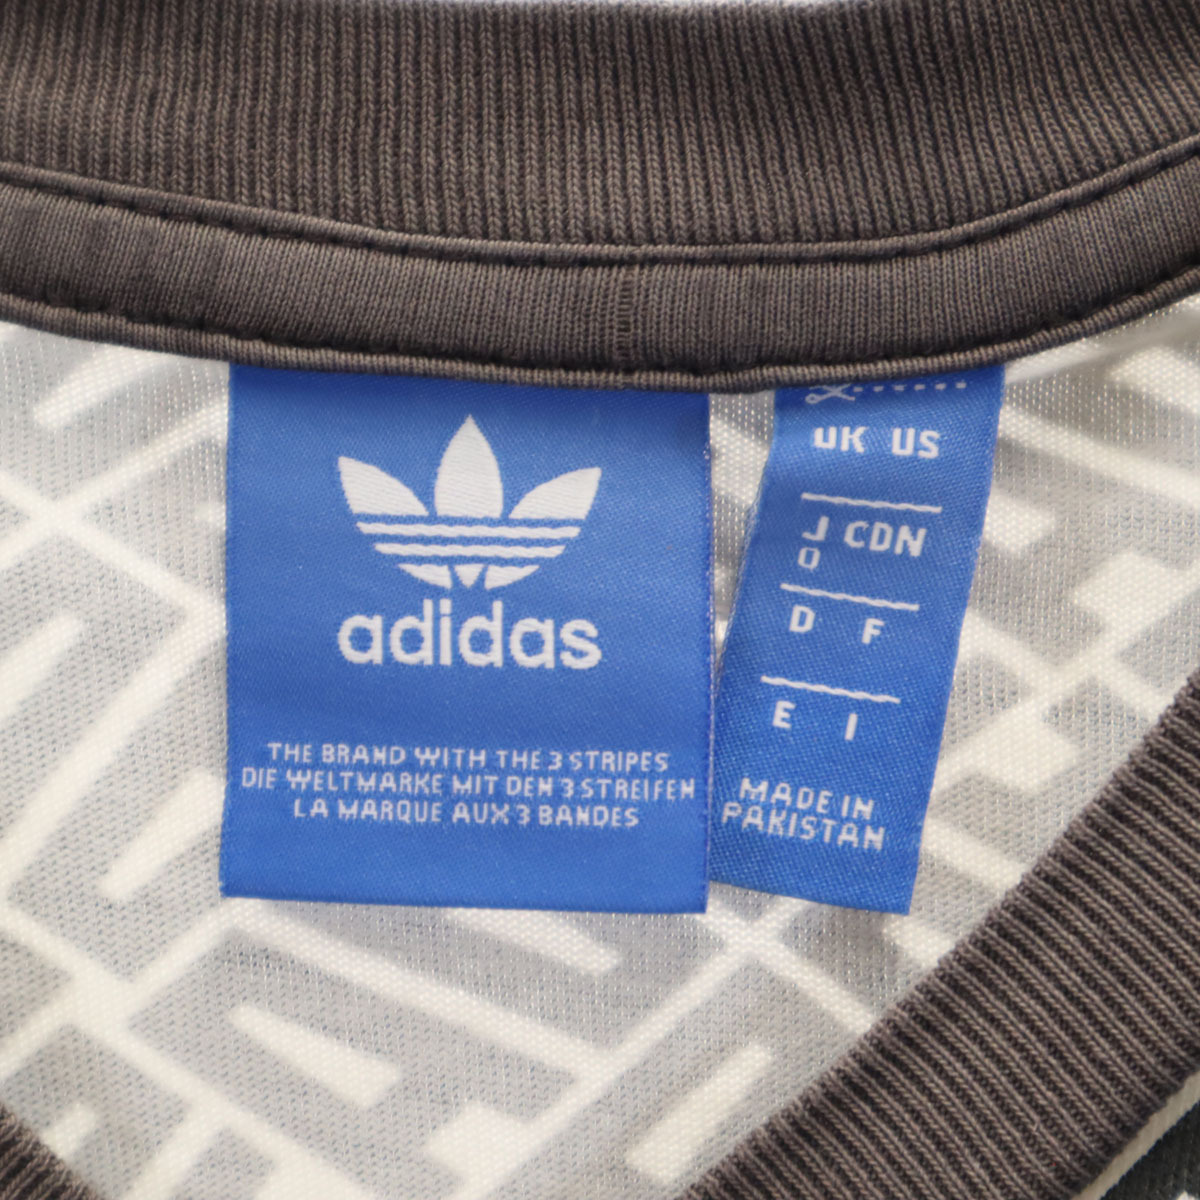 adidas
THE BRAND WITH THE 3 STRIPES
DIE WELTMARKE MIT DEN 3 STREIFEN
LA MARQUE AUX 3 BANDES
UK US
J CDN
O
D F
E I
MADE IN
PAKISTAN